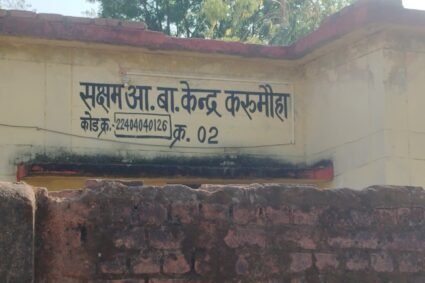 सक्षम आ. बा. केन्द्र करूमौहा
कोड क्र.- 22404040126 क्र. 02